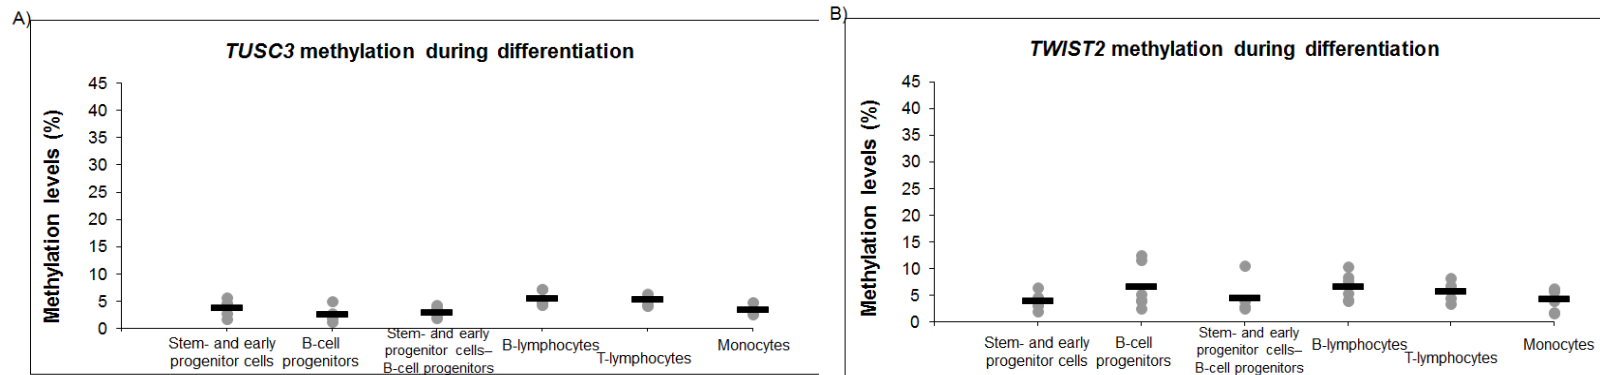 A)
TUSC3 methylation during differentiation
Methylation levels (%)
45
40
35
30
25
20
15
10
5
0
Stem- and early
progenitor cells
B-cell
progenitors
Stem- and early
progenitor cells–
B-cell progenitors
B-lymphocytes
T-lymphocytes
Monocytes
B)
TWIST2 methylation during differentiation
Methylation levels (%)
45
40
35
30
25
20
15
10
5
0
Stem- and early
progenitor cells
B-cell
progenitors
Stem- and early
progenitor cells–
B-cell progenitors
B-lymphocytes
T-lymphocytes
Monocytes